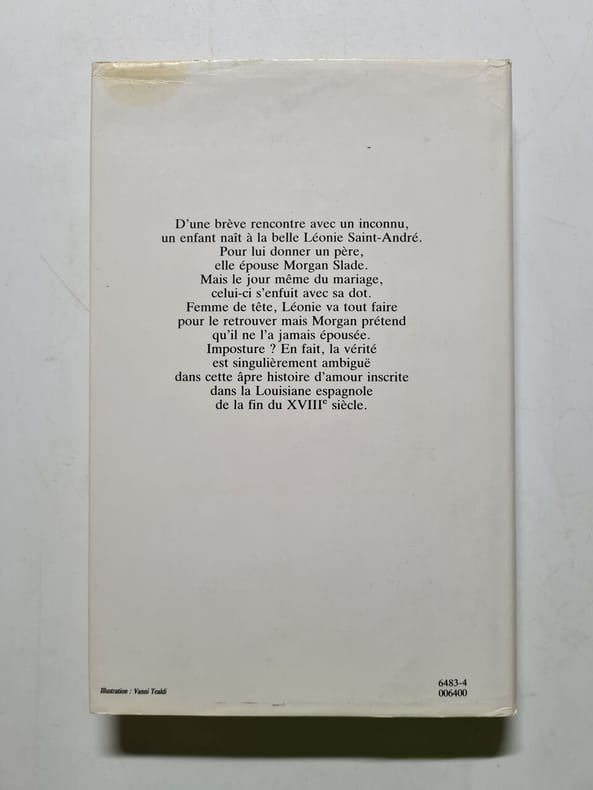 D'une brève rencontre avec un inconnu,
un enfant naît à la belle Léonie Saint-André.
Pour lui donner un père,
elle épouse Morgan Slade.
Mais le jour même du mariage,
celui-ci s'enfuit avec sa dot.
Femme de tête, Léonie va tout faire
pour le retrouver mais Morgan prétend
qu'il ne l'a jamais épousée.
Imposture ? En fait, la vérité
est singulièrement ambiguë
dans cette âpre histoire d'amour inscrite
dans la Louisiane espagnole
de la fin du XVIIIe siècle.
Illustration : Vanni Tealdi
6483-4
006400